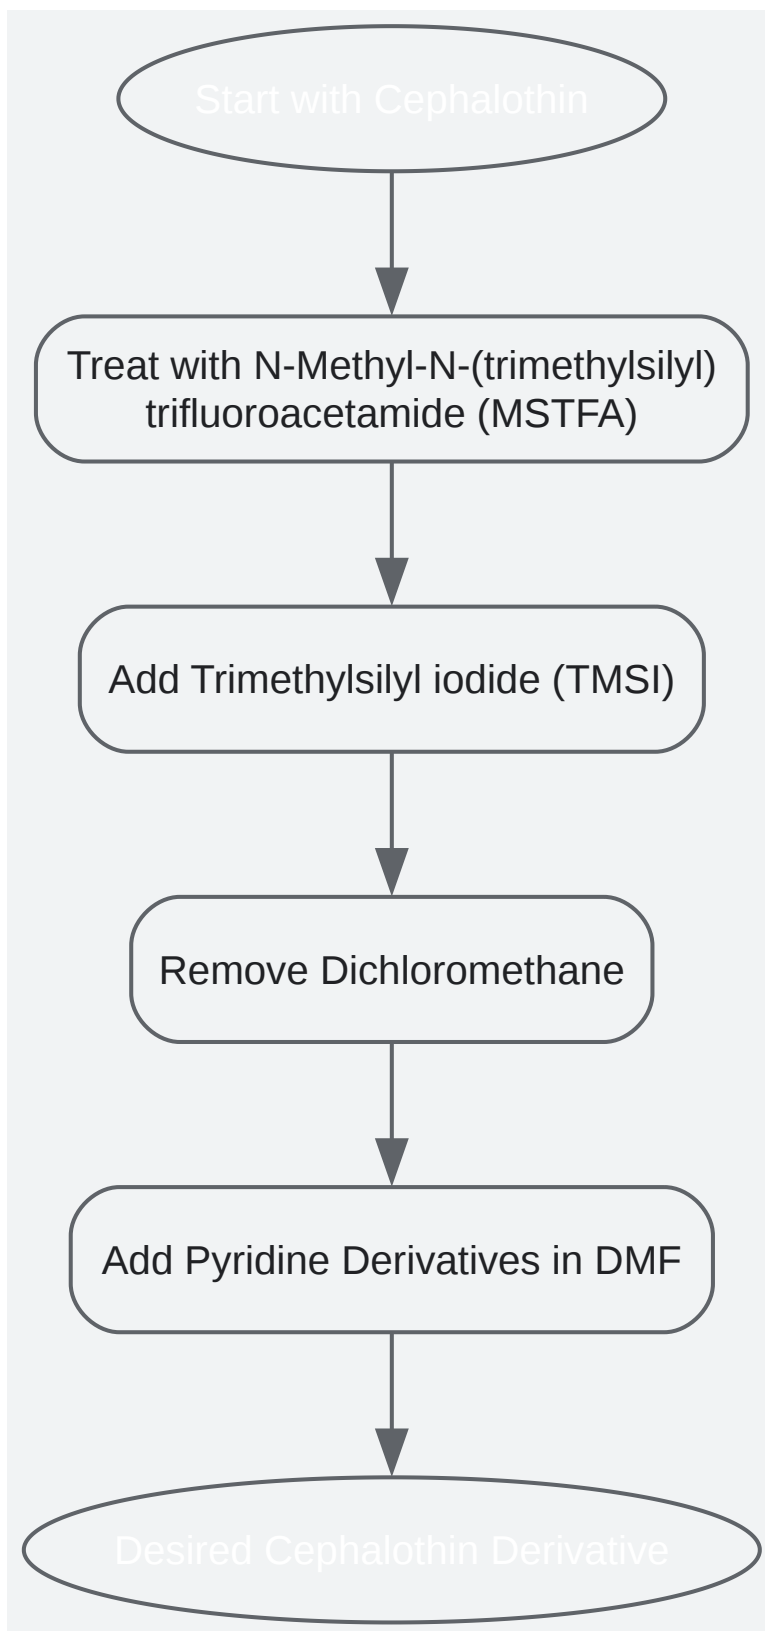 Start with Cephalothin
Treat with N-Methyl-N-(trimethylsilyl)
trifluoroacetamide (MSTFA)
Add Trimethylsilyl iodide (TMSI)
Remove Dichloromethane
Add Pyridine Derivatives in DMF
Desired Cephalothin Derivative